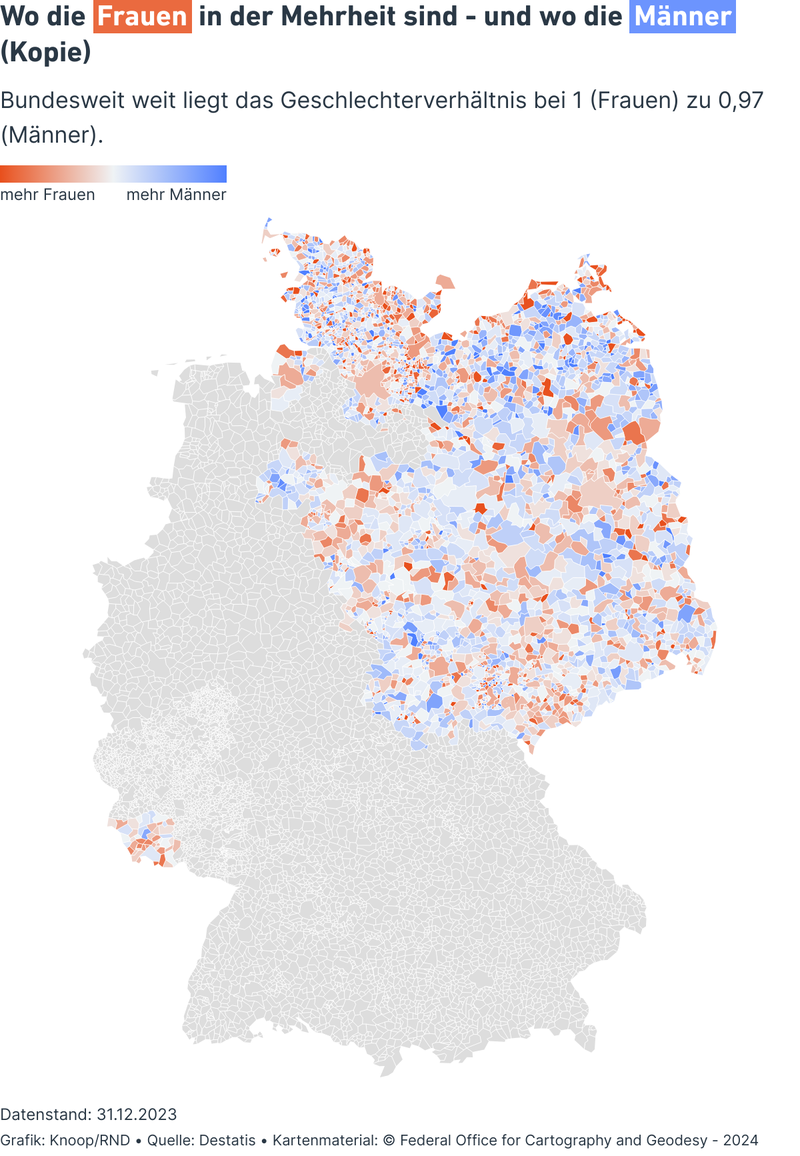 Wo die Frauen in der Mehrheit sind - und wo die Männer
(Kopie)
Bundesweit weit liegt das Geschlechterverhältnis bei 1 (Frauen) zu 0,97
(Männer).
mehr Frauen mehr Männer
Datenstand: 31.12.2023
Grafik: Knoop/RND • Quelle: Destatis • Kartenmaterial: © Federal Office for Cartography and Geodesy - 2024